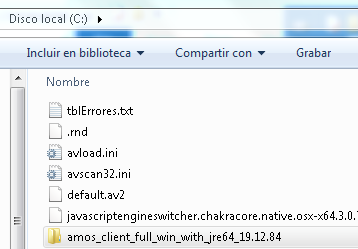 Disco local (C:)
Incluir en biblioteca Compartir con Grabar
Nombre
tblErrores.txt
.rnd
avload.ini
avscan32.ini
default.av2
javascriptengineswitcher.chakracore.native.osx-x64.4.3.0.
amos_client_full_win_with_jre64_19.12.84